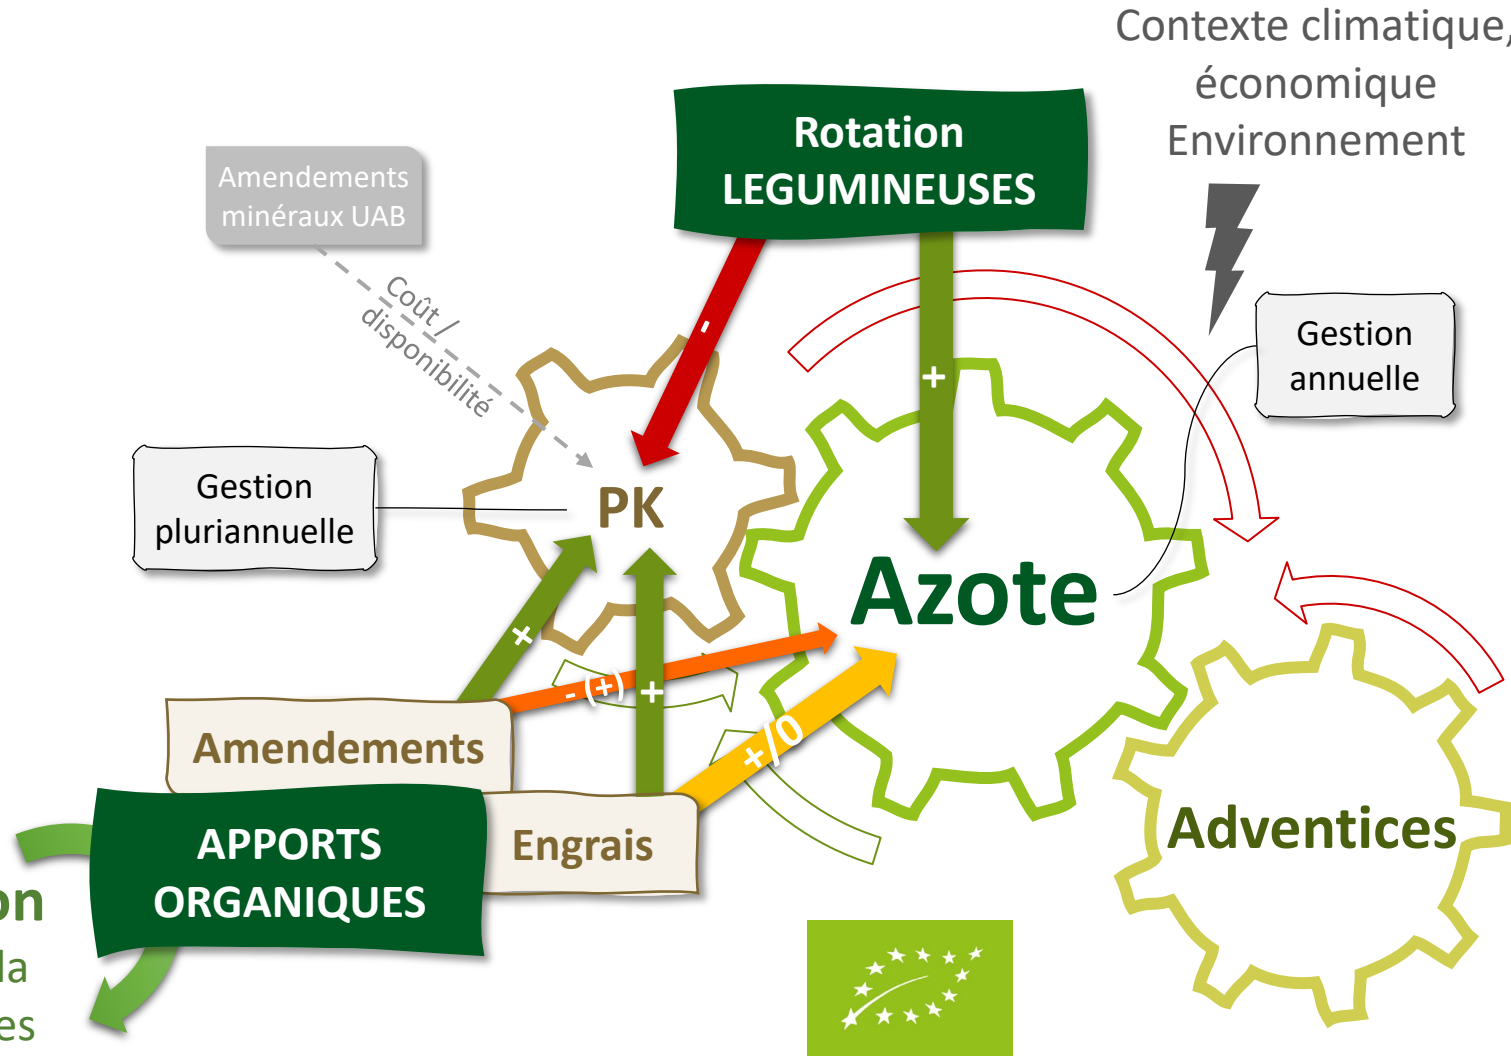 Contexte climatique,
économique
Environnement
Rotation
LEGUMINEUSES
Amendements
minéraux UAB
Coût /
disponibilité
-
+
Gestion
annuelle
Gestion
pluriannuelle
PK
Azote
+
- (+)
+
+/0
Amendements
Engrais
APPORTS
ORGANIQUES
Adventices
on
la
es